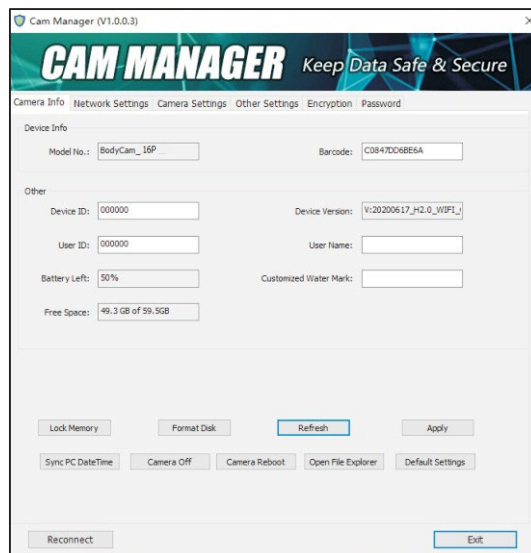 Cam Manager (V1.0.0.3)
CAM MANAGER Keep Data Safe & Secure
Camera Info Network Settings Camera Settings Other Settings Encryption Password
Device Info
Model No.: BodyCam_16P Barcode: C0847DD6BE6A
Other
Device ID: 000000 Device Version: V:20200617_H2.0_WIFI_
User ID: 000000 User Name:
Battery Left: 50% Customized Water Mark:
Free Space: 49.3 GB of 59.5GB
Lock Memory Format Disk Refresh Apply
Sync PC DateTime Camera Off Camera Reboot Open File Explorer Default Settings
Reconnect Exit